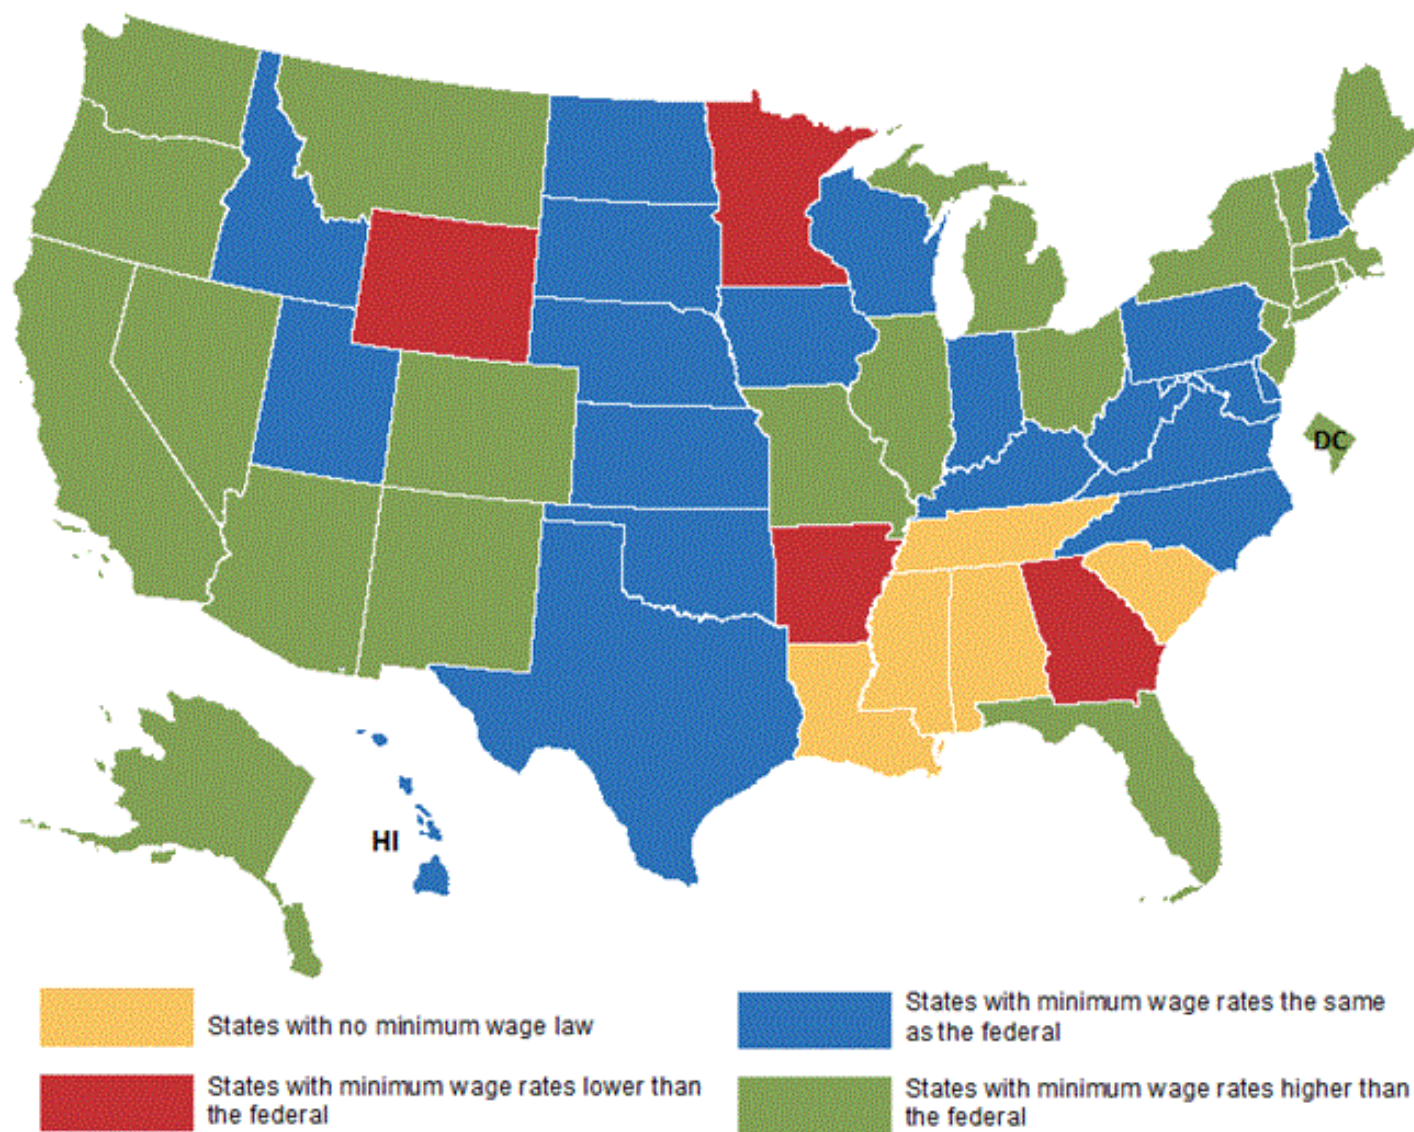 DC
HI
States with no minimum wage law
States with minimum wage rates the same
as the federal
States with minimum wage rates lower than
the federal
States with minimum wage rates higher than
the federal